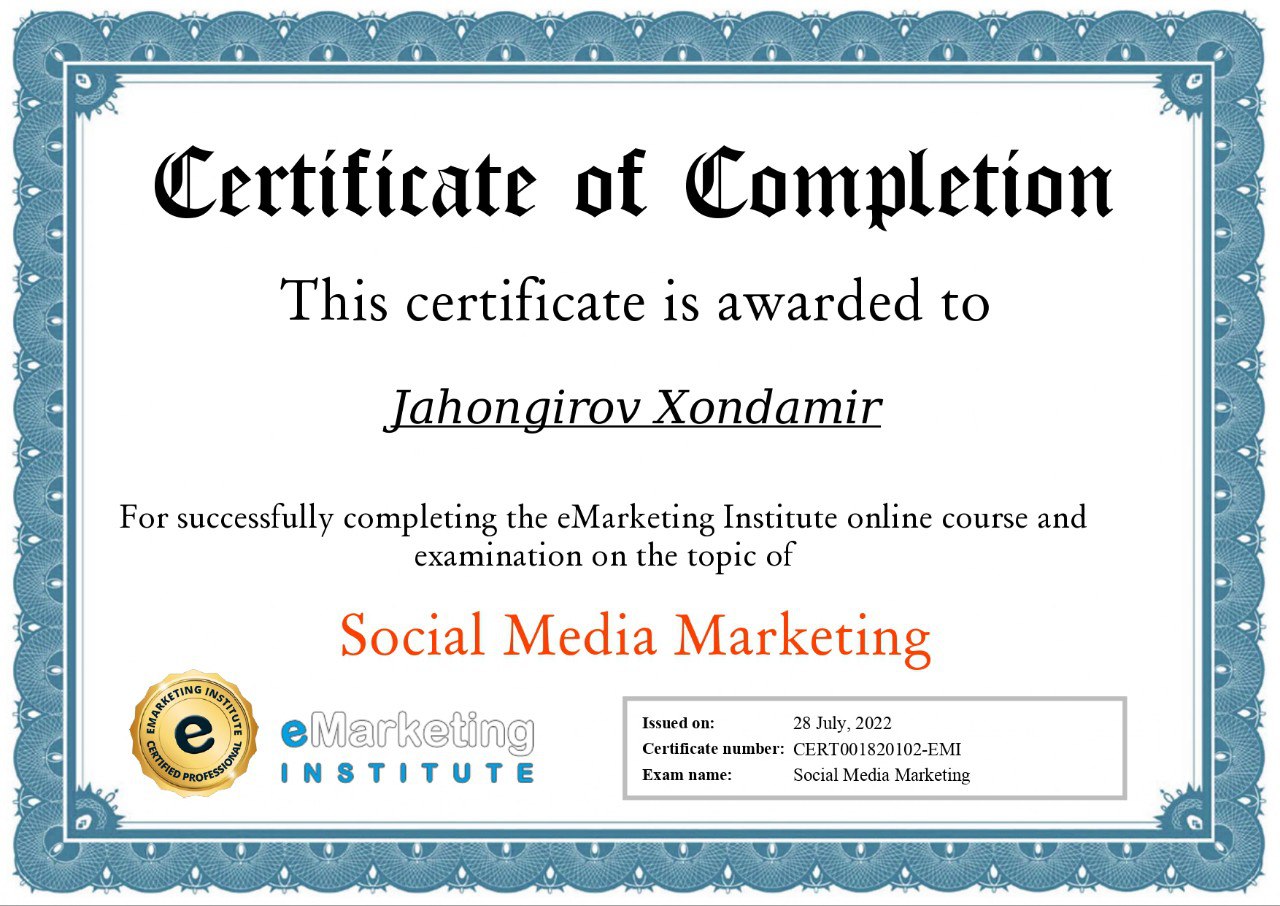 Certificate of Completion
This certificate is awarded to
Jahongirov Xondamir
For successfully completing the eMarketing Institute online course and
examination on the topic of
Social Media Marketing
EMARKETING INSTITUTE
e
CERTIFIED PROFESSIONAL
eMarketing
INSTITUTE
Issued on: 28 July, 2022
Certificate number: CERT001820102-EMI
Exam name: Social Media Marketing